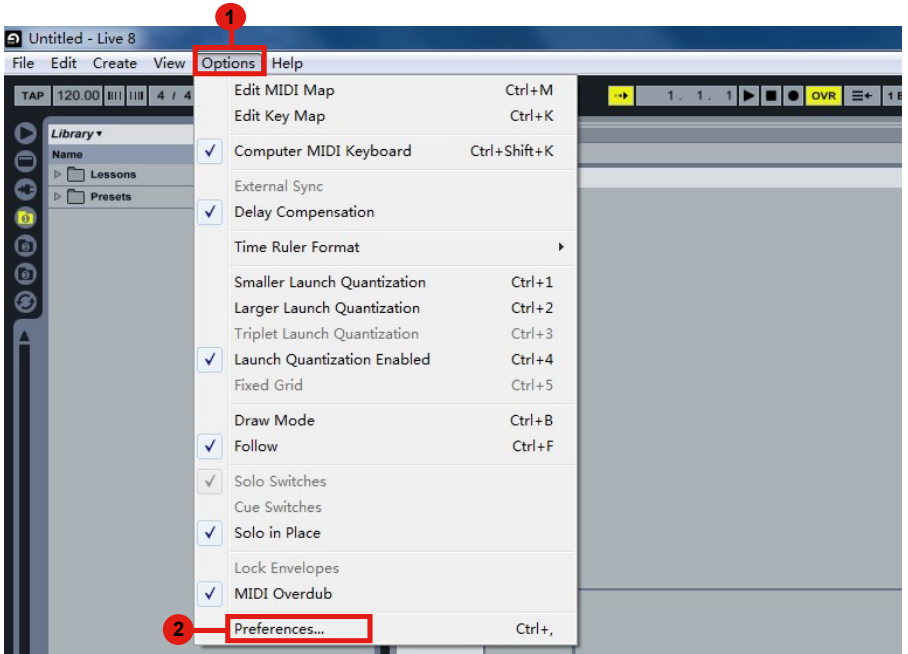 1
Untitled - Live 8
File Edit Create View Options Help
TAP 120.00 4 / 4 1. 1. 1 OVR
Library
Name
Lessons
Presets
Edit MIDI Map Ctrl+M
Edit Key Map Ctrl+K
Computer MIDI Keyboard Ctrl+Shift+K
External Sync
Delay Compensation
Time Ruler Format
Smaller Launch Quantization Ctrl+1
Larger Launch Quantization Ctrl+2
Triplet Launch Quantization Ctrl+3
Launch Quantization Enabled Ctrl+4
Fixed Grid Ctrl+5
Draw Mode Ctrl+B
Follow Ctrl+F
Solo Switches
Cue Switches
Solo in Place
Lock Envelopes
MIDI Overdub
2 Preferences... Ctrl+,